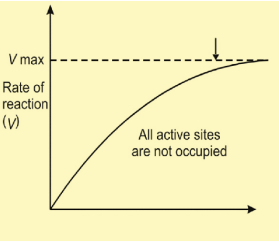 V max
Rate of
reaction
(V)
All active sites
are not occupied